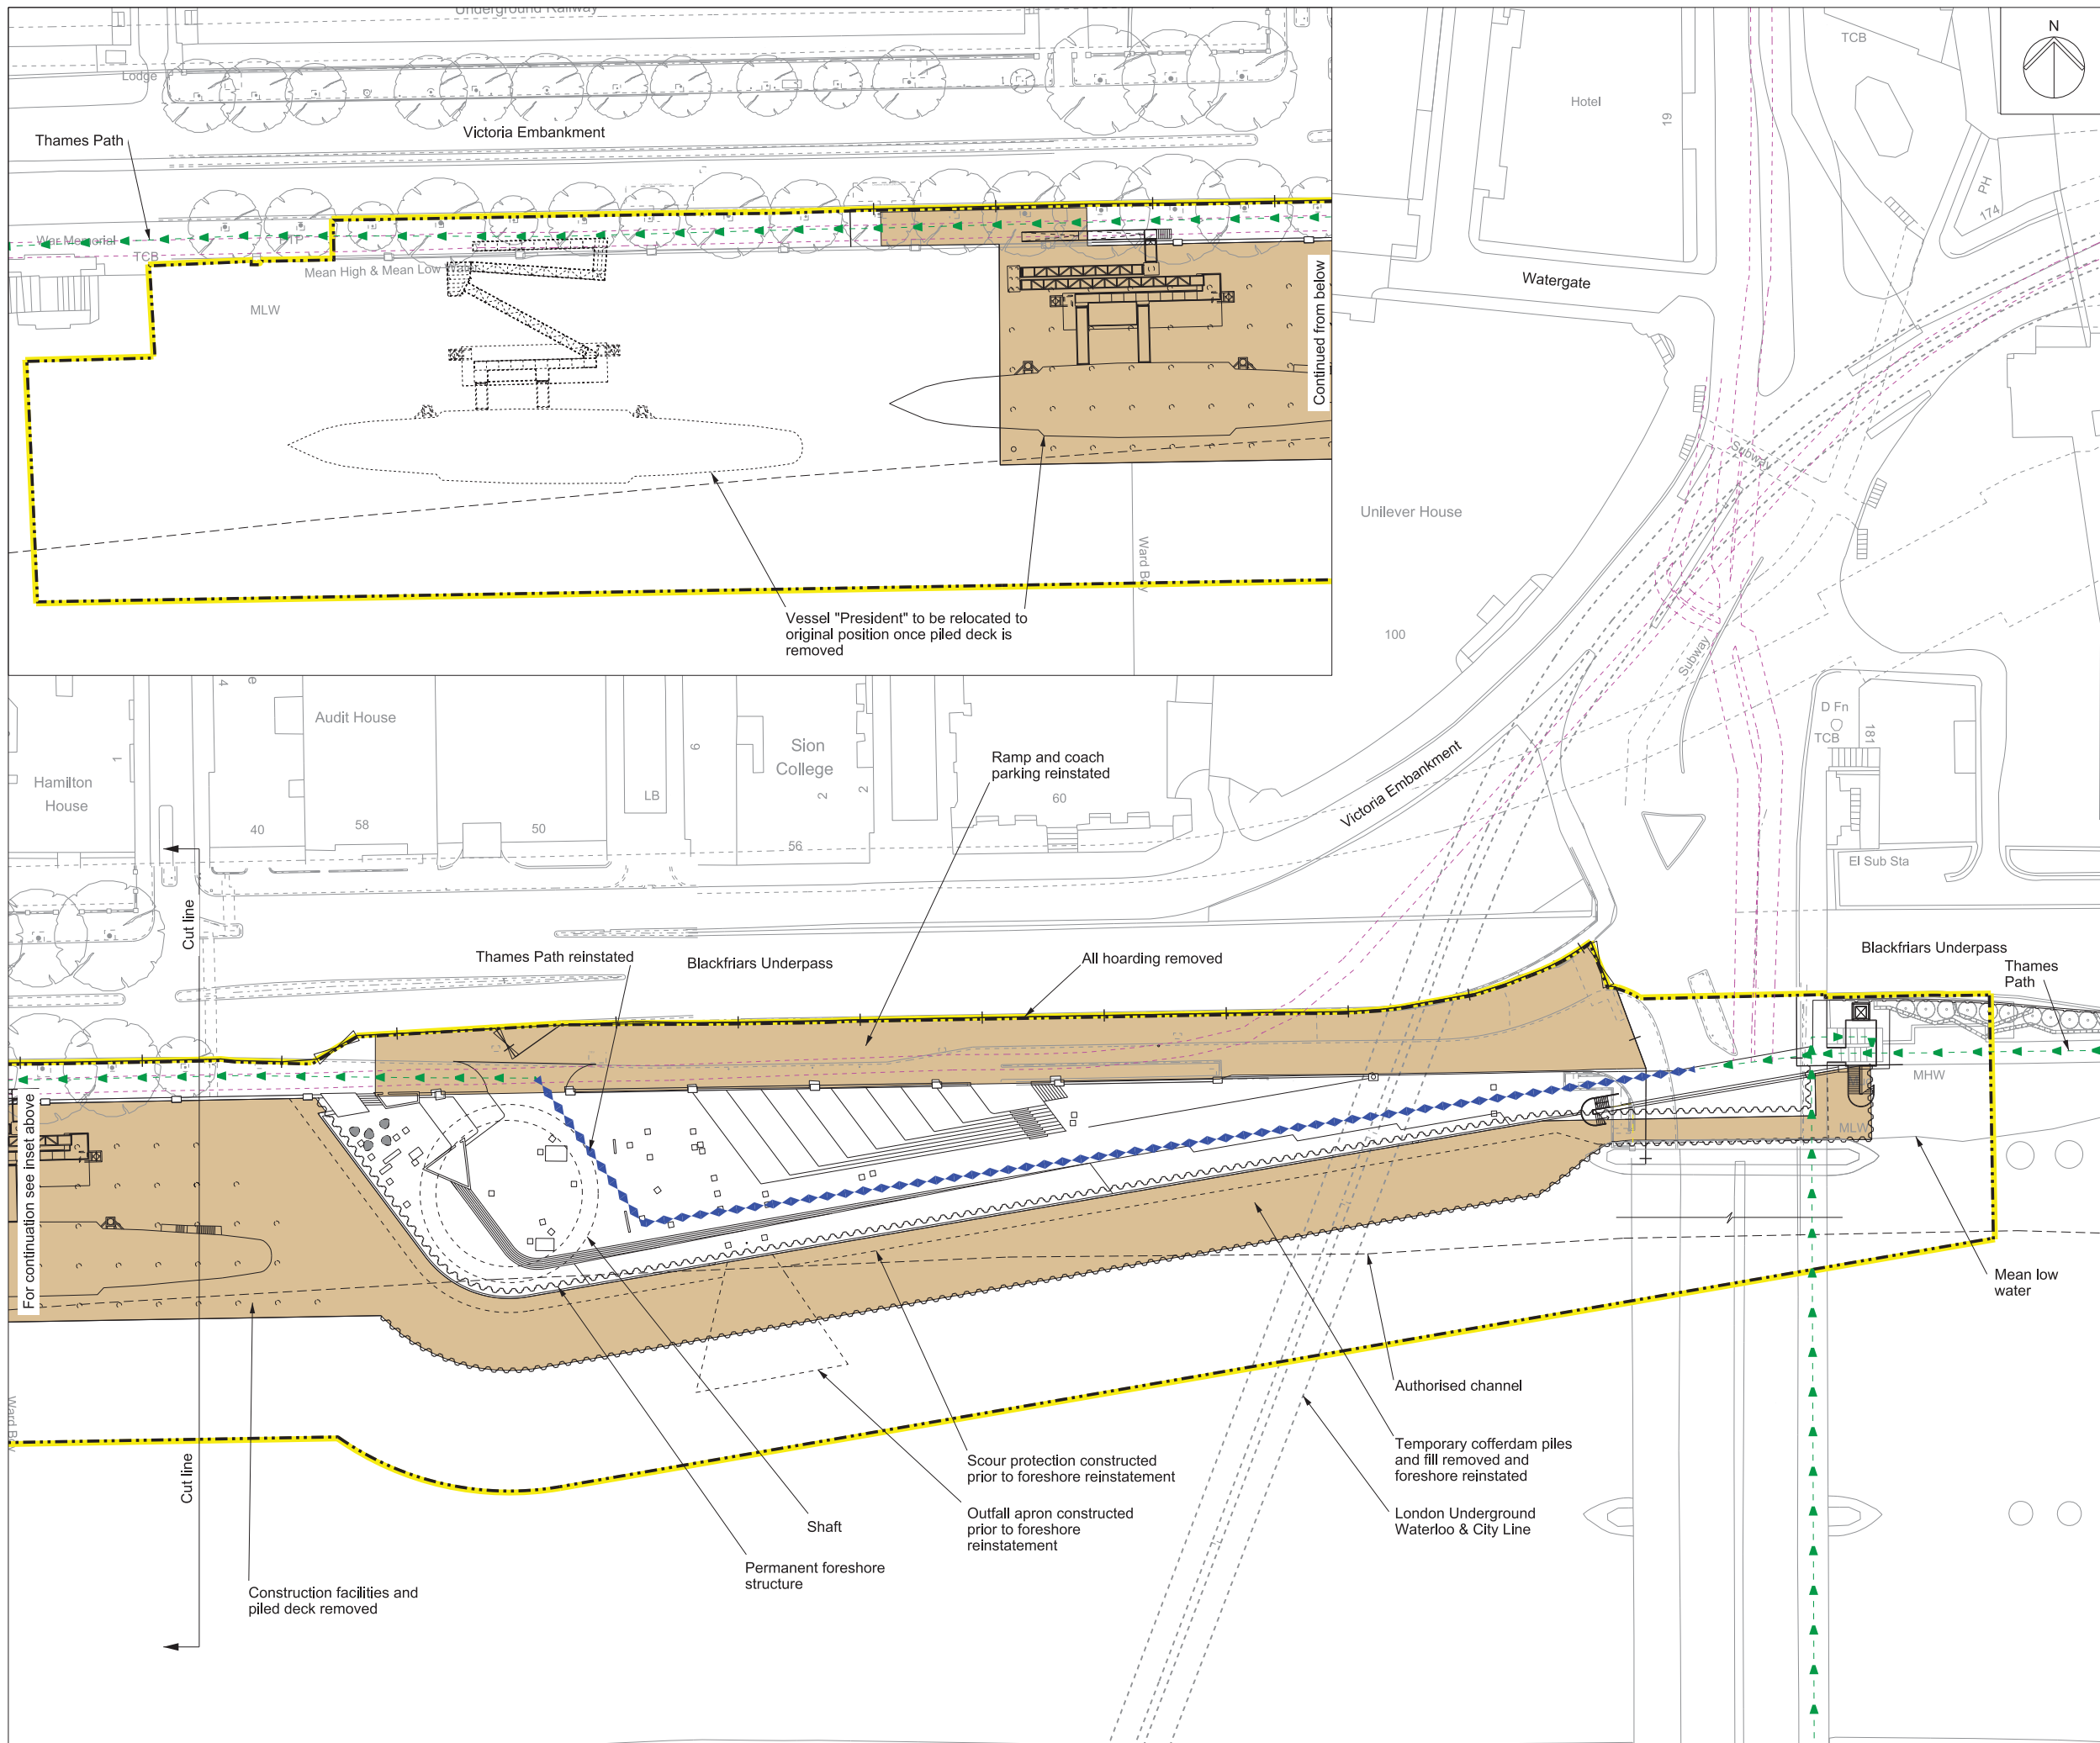 Underground Railway
Lodge
Thames Path
Victoria Embankment
War Memorial
TCB
Mean High & Mean Low Water
MLW
Continued from below
Ward Bdy
Vessel "President" to be relocated to
original position once piled deck is
removed
TCB
N
Hotel
19
PH
174
Watergate
Subway
Unilever House
100
Subway
D Fn
TCB
181
El Sub Sta
Victoria Embankment
4
e
Audit House
1
Hamilton
House
40
58
50
LB
9
Sion
College
2
2
56
60
Ramp and coach
parking reinstated
Cut line
Thames Path reinstated
Blackfriars Underpass
All hoarding removed
Blackfriars Underpass
Thames
Path
MHW
MLW
For continuation see inset above
Mean low
water
Ward Bdy
Cut line
Authorised channel
Scour protection constructed
prior to foreshore reinstatement
Temporary cofferdam piles
and fill removed and
foreshore reinstated
Outfall apron constructed
prior to foreshore
reinstatement
London Underground
Waterloo & City Line
Shaft
Permanent foreshore
structure
Construction facilities and
piled deck removed